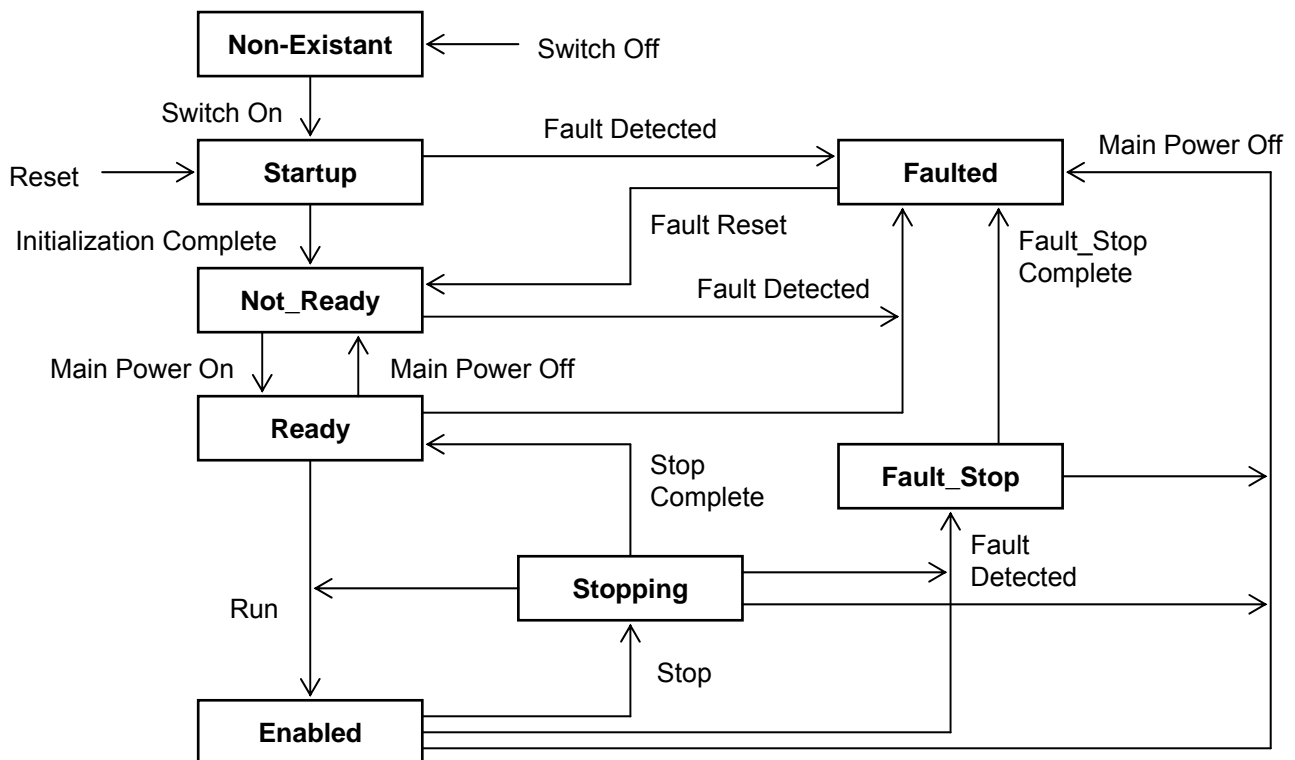 Non-Existant
Switch Off
Switch On
Fault Detected
Main Power Off
Startup
Faulted
Reset
Fault Reset
Fault_Stop
Complete
Initialization Complete
Not_Ready
Fault Detected
Main Power On
Main Power Off
Ready
Stop
Complete
Fault_Stop
Fault
Detected
Stopping
Run
Stop
Enabled